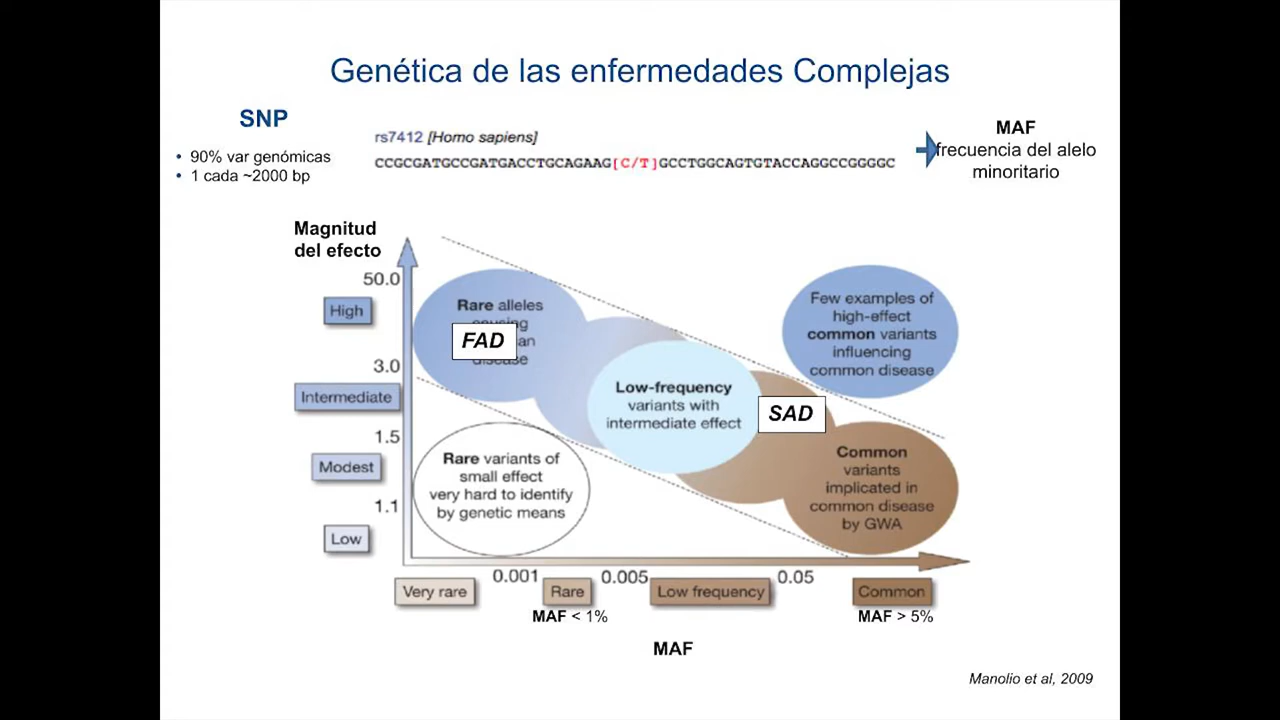 Genética de las enfermedades Complejas
SNP
• 90% var genómicas
• 1 cada ~2000 bp
rs7412 [Homo sapiens]
CCGCGATGCCGATGACCTGCAGAAG[C/T]GCCTGGCAGTGTACCAGGCCGGGGC
MAF
frecuencia del alelo
minoritario
Magnitud
del efecto
50.0
High
3.0
Intermediate
1.5
Modest
1.1
Low
Rare alleles
causing
disease
FAD
Rare variants of
small effect
very hard to identify
by genetic means
Low-frequency
variants with
intermediate effect
SAD
Few examples of
high-effect
common variants
influencing
common disease
Common
variants
implicated in
common disease
by GWA
0.001
0.005
0.05
Very rare
Rare
Low frequency
Common
MAF < 1%
MAF > 5%
MAF
Manolio et al, 2009